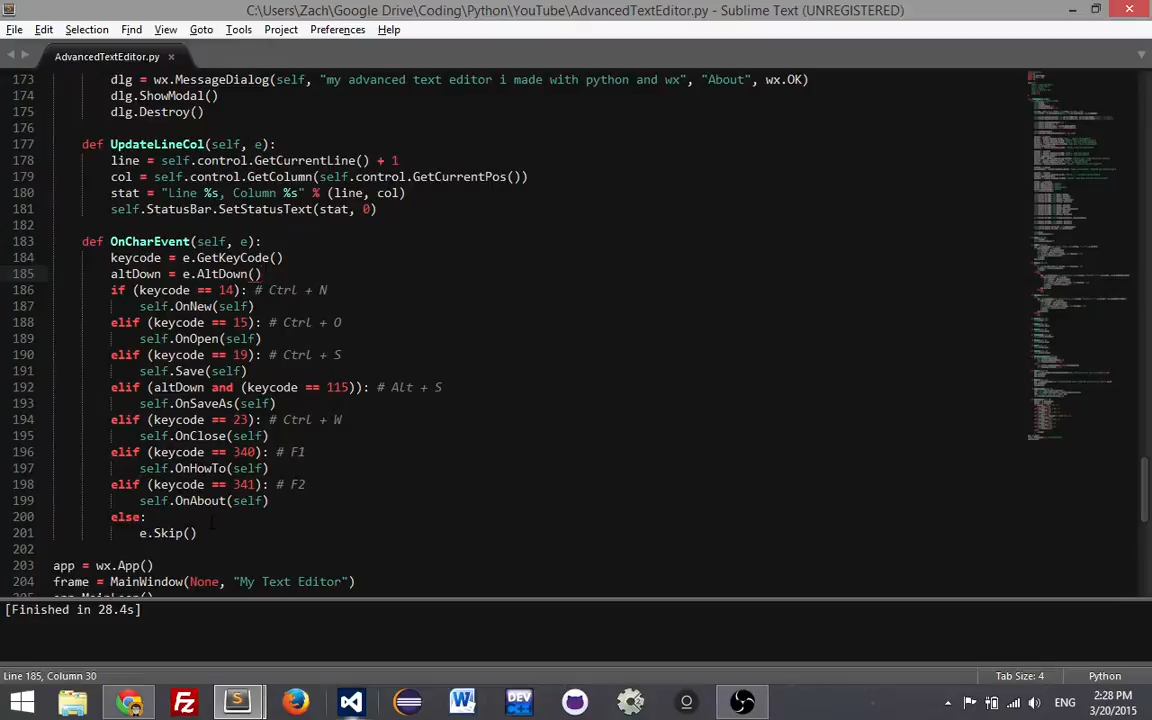 C:\Users\Zach\Google Drive\Coding\Python\YouTube\AdvancedTextEditor.py - Sublime Text (UNREGISTERED)
File Edit Selection Find View Goto Tools Project Preferences Help
AdvancedTextEditor.py ×
173 dlg = wx.MessageDialog(self, "my advanced text editor i made with python and wx", "About", wx.OK)
174 dlg.ShowModal()
175 dlg.Destroy()
176
177 def UpdateLineCol(self, e):
178 line = self.control.GetCurrentLine() + 1
179 col = self.control.GetColumn(self.control.GetCurrentPos())
180 stat = "Line %s, Column %s" % (line, col)
181 self.StatusBar.SetStatusText(stat, 0)
182
183 def OnCharEvent(self, e):
184 keycode = e.GetKeyCode()
185 altDown = e.AltDown()
186 if (keycode == 14): # Ctrl + N
187 self.OnNew(self)
188 elif (keycode == 15): # Ctrl + O
189 self.OnOpen(self)
190 elif (keycode == 19): # Ctrl + S
191 self.Save(self)
192 elif (altDown and (keycode == 115)): # Alt + S
193 self.OnSaveAs(self)
194 elif (keycode == 23): # Ctrl + W
195 self.OnClose(self)
196 elif (keycode == 340): # F1
197 self.OnHowTo(self)
198 elif (keycode == 341): # F2
199 self.OnAbout(self)
200 else:
201 e.Skip()
202
203 app = wx.App()
204 frame = MainWindow(None, "My Text Editor")
205 app.MainLoop()
[Finished in 28.4s]
Line 185, Column 30 Tab Size: 4 Python
ENG 2:28 PM
3/20/2015